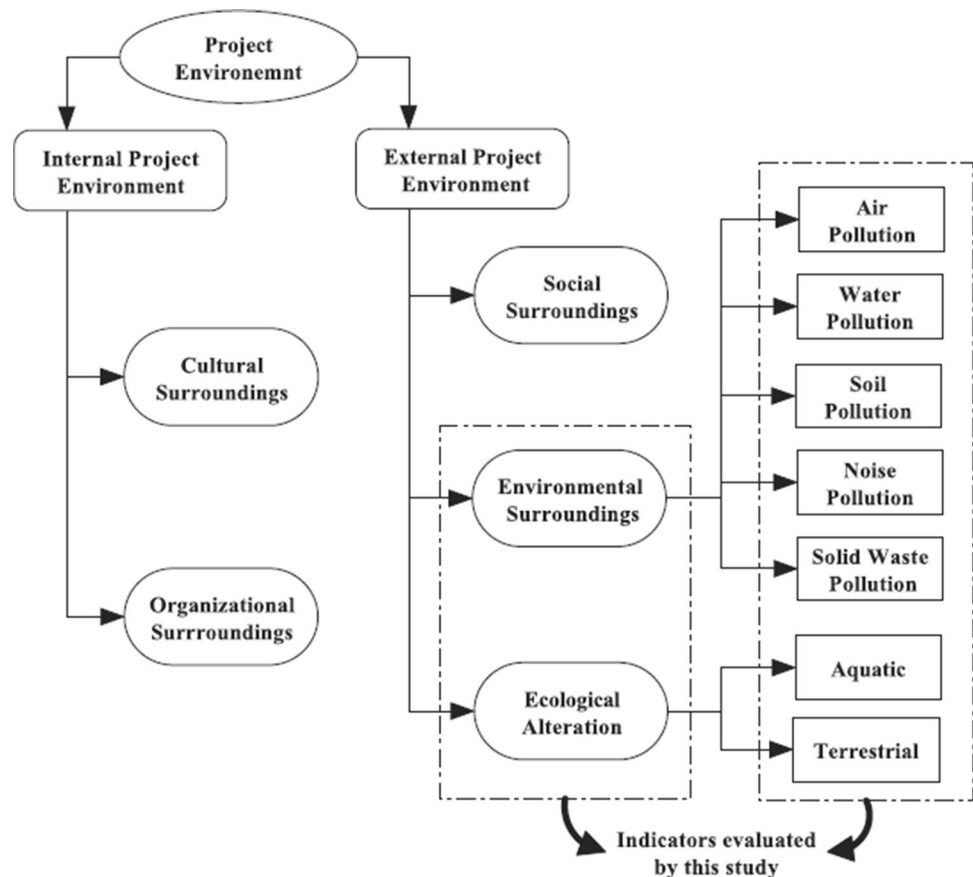 Project
Environemnt
Internal Project
Environment
External Project
Environment
Cultural
Surroundings
Organizational
Surrroundings
Social
Surroundings
Environmental
Surroundings
Ecological
Alteration
Air
Pollution
Water
Pollution
Soil
Pollution
Noise
Pollution
Solid Waste
Pollution
Aquatic
Terrestrial
Indicators evaluated
by this study